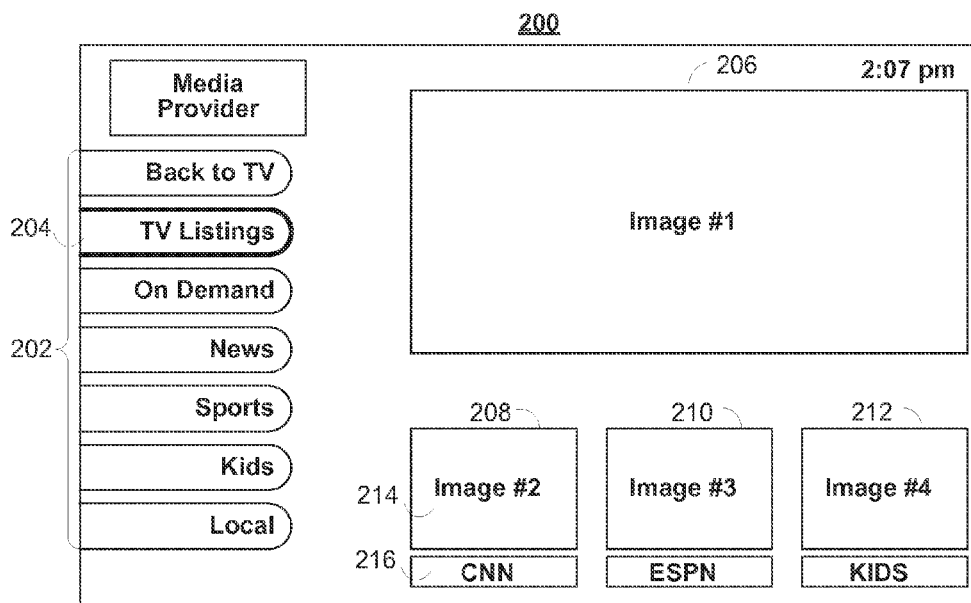 200
Media
Provider
206
2:07 pm
Back to TV
204
TV Listings
Image #1
On Demand
202
News
Sports
208
210
212
Kids
Image #2
Image #3
Image #4
214
Local
216
CNN
ESPN
KIDS